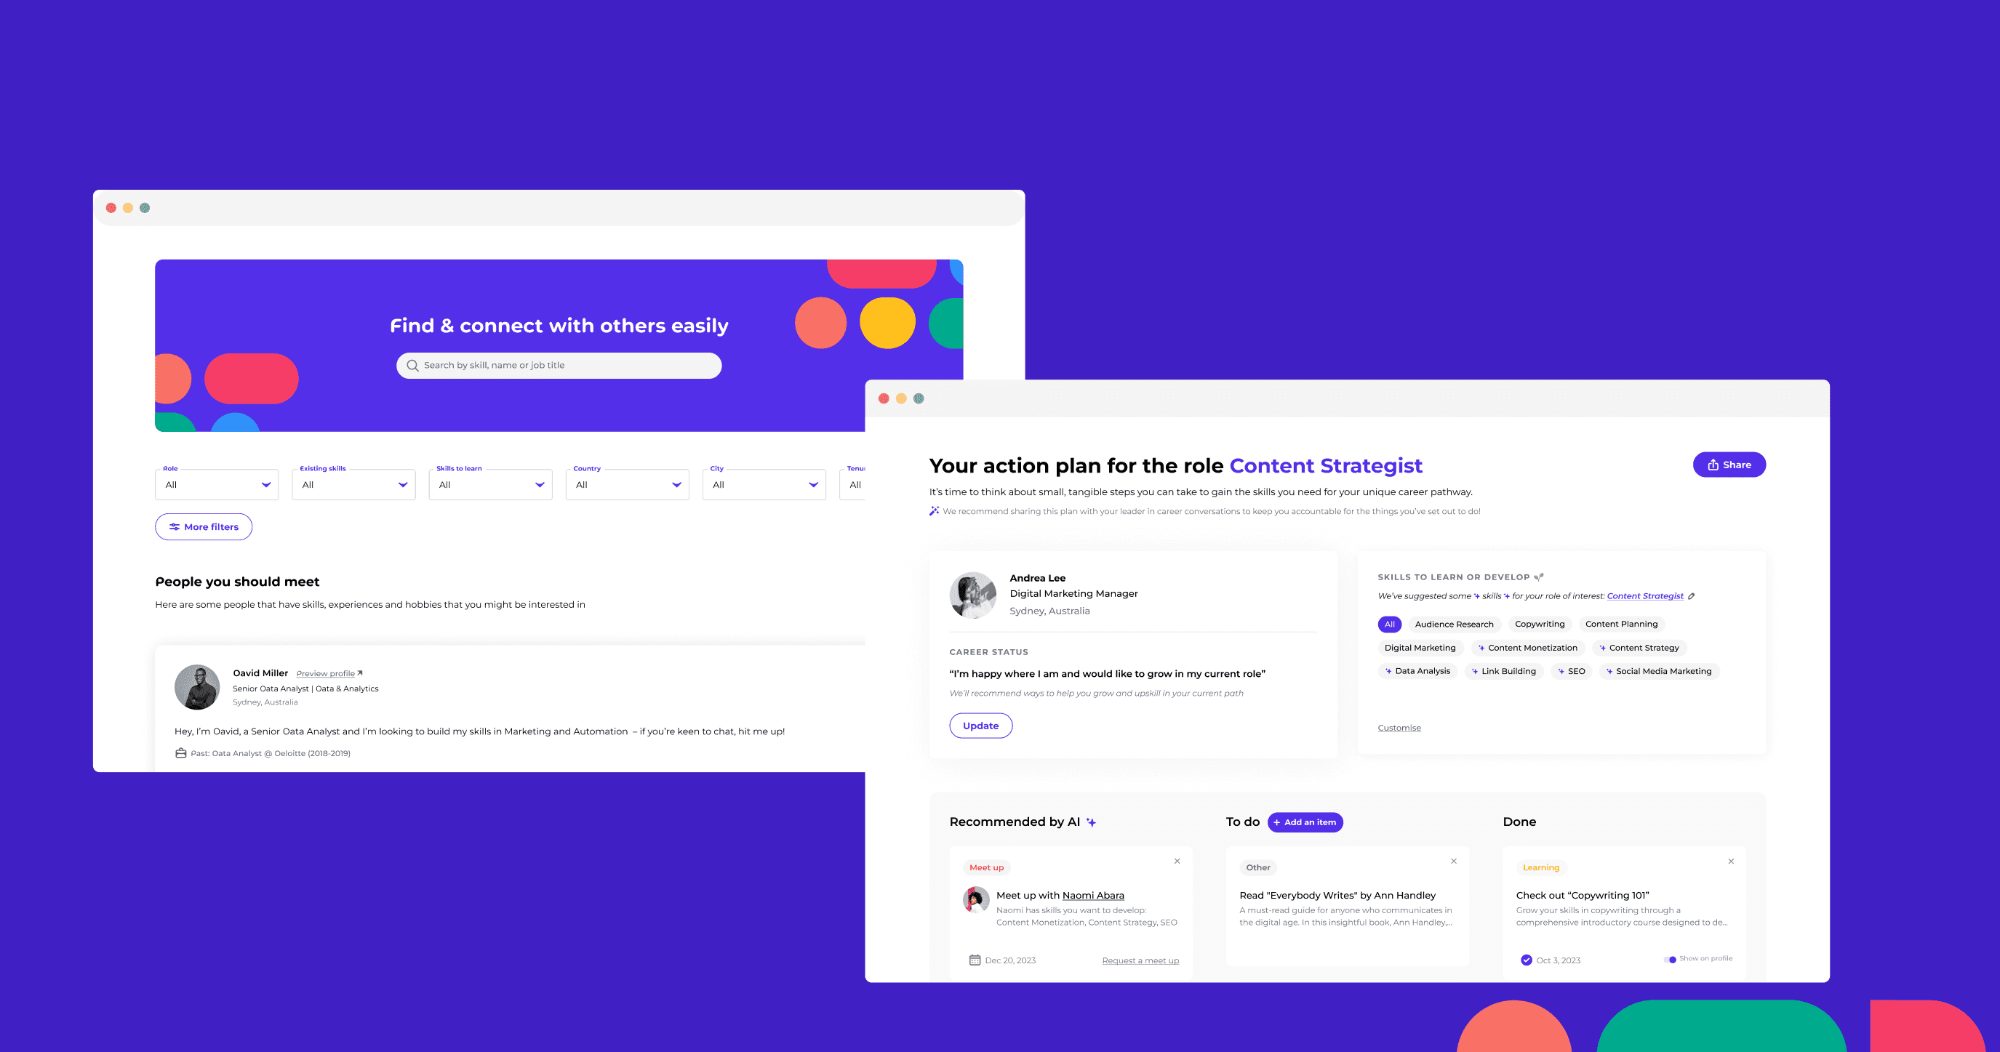 Find & connect with others easily
Search by skill, name or job title
Role
All
Existing skills
All
Skills to learn
All
Country
All
City
All
All
More filters
People you should meet
Here are some people that have skills, experiences and hobbies that you might be interested in
David Miller Preview profile
Senior Data Analyst | Data & Analytics
Sydney, Australia
Hey, I'm David, a Senior Data Analyst and I'm looking to build my skills in Marketing and Automation – if you're keen to chat, hit me up!
Past: Data Analyst @ Deloitte (2018-2019)
Your action plan for the role Content Strategist
Share
It's time to think about small, tangible steps you can take to gain the skills you need for your unique career pathway.
We recommend sharing this plan with your leader in career conversations to keep you accountable for the things you've set out to do!
Andrea Lee
Digital Marketing Manager
Sydney, Australia
CAREER STATUS
"I'm happy where I am and would like to grow in my current role"
We'll recommend ways to help you grow and upskill in your current path
Update
SKILLS TO LEARN OR DEVELOP
We've suggested some skills for your role of interest: Content Strategist
All Audience Research Copywriting Content Planning
Digital Marketing Content Monetization Content Strategy
Data Analysis Link Building SEO Social Media Marketing
Customise
Recommended by AI
Meet up
Meet up with Naomi Abara
Naomi has skills you want to develop:
Content Monetization, Content Strategy, SEO
Dec 20, 2023
Request a meet up
To do
+ Add an item
Other
Read "Everybody Writes" by Ann Handley
A must-read guide for anyone who communicates in
the digital age. In this insightful book, Ann Handley...
Done
Learning
Check out "Copywriting 101"
Grow your skills in copywriting through a
comprehensive introductory course designed to de...
Oct 3, 2023
Show on profile